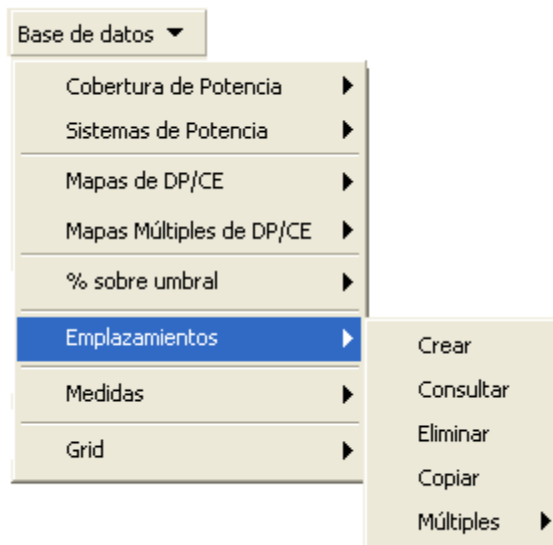 Base de datos
Cobertura de Potencia
Sistemas de Potencia
Mapas de DP/CE
Mapas Múltiples de DP/CE
% sobre umbral
Emplazamientos
Medidas
Grid
Crear
Consultar
Eliminar
Copiar
Múltiples